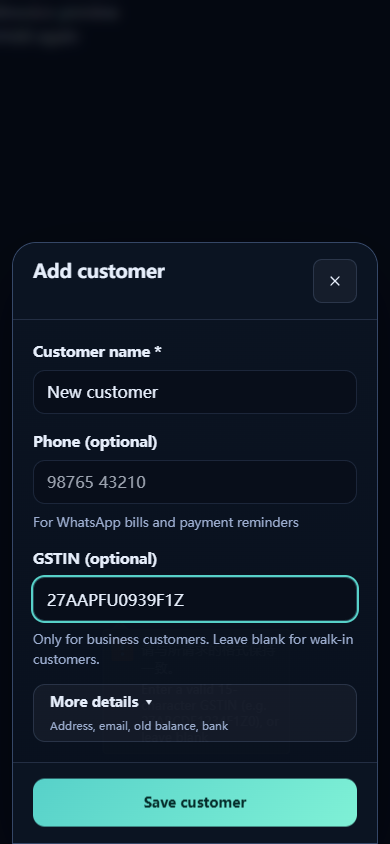 Add customer
×
Customer name *
New customer
Phone (optional)
98765 43210
For WhatsApp bills and payment reminders
GSTIN (optional)
27AAPFU0939F1Z
Only for business customers. Leave blank for walk-in
customers.
More details ▾
Address, email, old balance, bank
Save customer